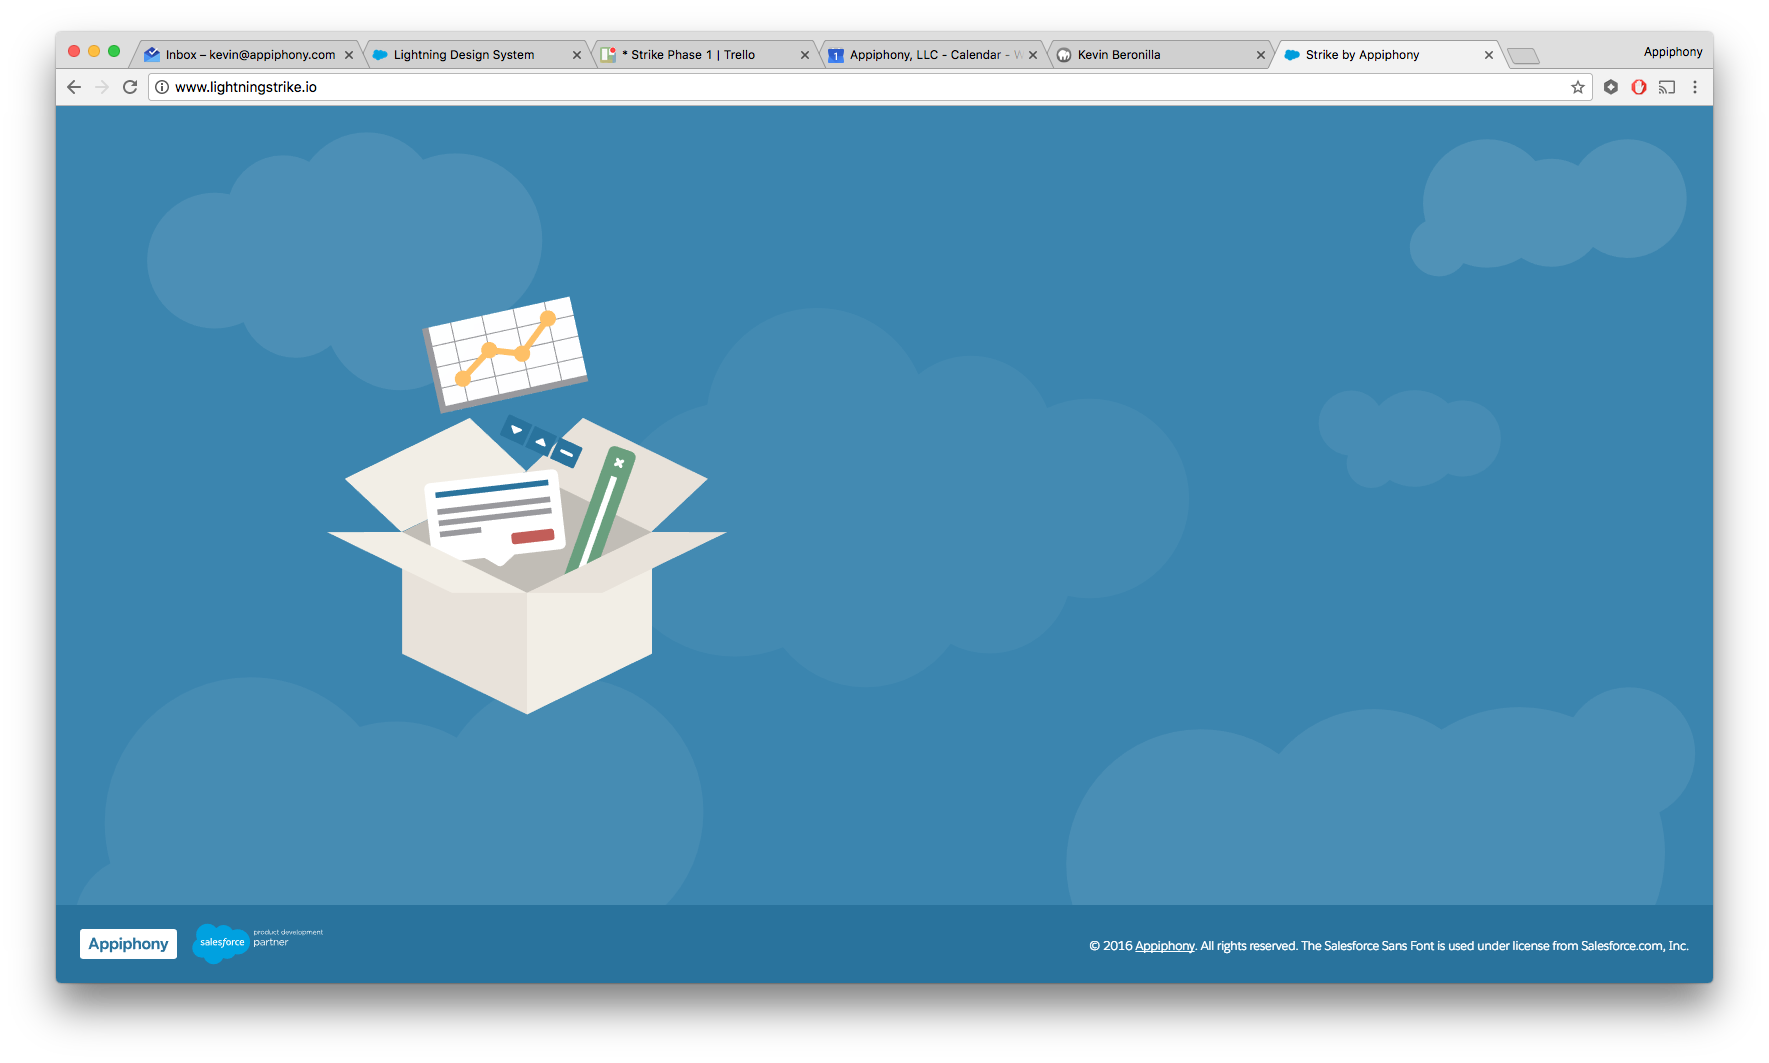 Inbox – kevin@appiphony.com
Lightning Design System
* Strike Phase 1 | Trello
Appiphony, LLC - Calendar -
Kevin Beronilla
Strike by Appiphony
Appiphony
www.lightningstrike.io
Appiphony
salesforce
product development
partner
© 2016 Appiphony. All rights reserved. The Salesforce Sans Font is used under license from Salesforce.com, Inc.